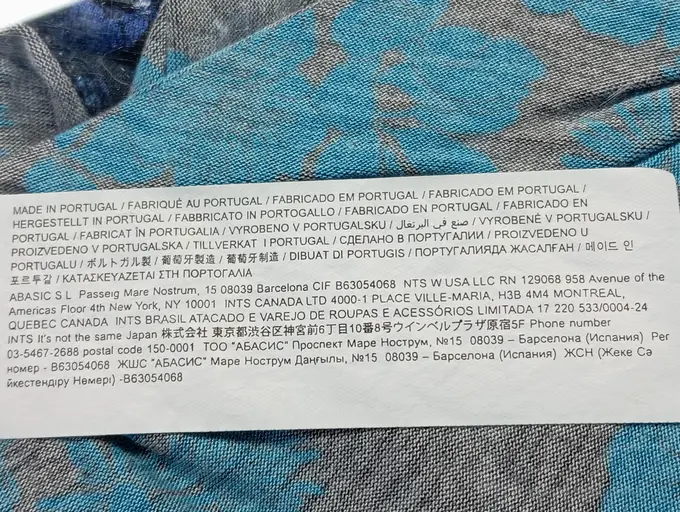 MADE IN PORTUGAL / FABRIQUÉ AU PORTUGAL / FABRICADO EM PORTUGAL / FABRICADO EM PORTUGAL /
HERGESTELLT IN PORTUGAL / FABBRICATO IN PORTOGALLO / FABRICADO EN PORTUGAL / FABRICADO EN
PORTUGAL / FABRICAT ÎN PORTUGALIA / VYROBENO V PORTUGALSKU / صنع في البرتغال / VYROBENÉ V PORTUGALSKU /
PROIZVEDENO V PORTUGALSKA / TILLVERKAT I PORTUGAL / СДЕЛАНО В ПОРТУГАЛИИ / PROIZVEDENO U
PORTUGALU / ポルトガル製 / 葡萄牙製造 / 葡萄牙制造 / DIBUAT DI PORTUGIS / ПОРТУГАЛИЯДА ЖАСАЛҒАН / 메이드 인
포르투갈 / ΚΑΤΑΣΚΕΥΑΖΕΤΑΙ ΣΤΗ ΠΟΡΤΟΓΑΛΙΑ
ABASIC S L Passeig Mare Nostrum, 15 08039 Barcelona CIF B63054068 NTS W USA LLC RN 129068 958 Avenue of the
Americas Floor 4th New York, NY 10001 INTS CANADA LTD 4000-1 PLACE VILLE-MARIA, H3B 4M4 MONTREAL,
QUEBEC CANADA INTS BRASIL ATACADO E VAREJO DE ROUPAS E ACESSÓRIOS LIMITADA 17 220 533/0004-24
INTS It's not the same Japan 株式会社 東京都渋谷区神宮前6丁目10番8号ウインベルプラザ原宿5F Phone number
03-5467-2688 postal code 150-0001 ТОО "АБАСИС" Проспект Маре Нострум, №15 08039 – Барселона (Испания) Рег
номер - B63054068 ЖШС "АБАСИС" Маре Нострум Даңғылы, №15 08039 – Барселона (Испания) ЖСН (Жеке Сә
йкестендіру Нөмері) -B63054068